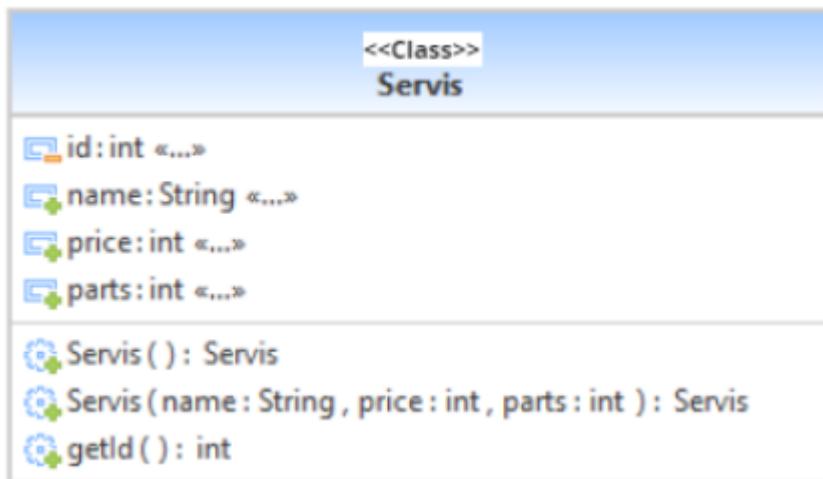 <<Class>>
Servis
id : int «...»
name : String «...»
price : int «...»
parts : int «...»
Servis ( ) : Servis
Servis ( name : String , price : int , parts : int ) : Servis
getId ( ) : int